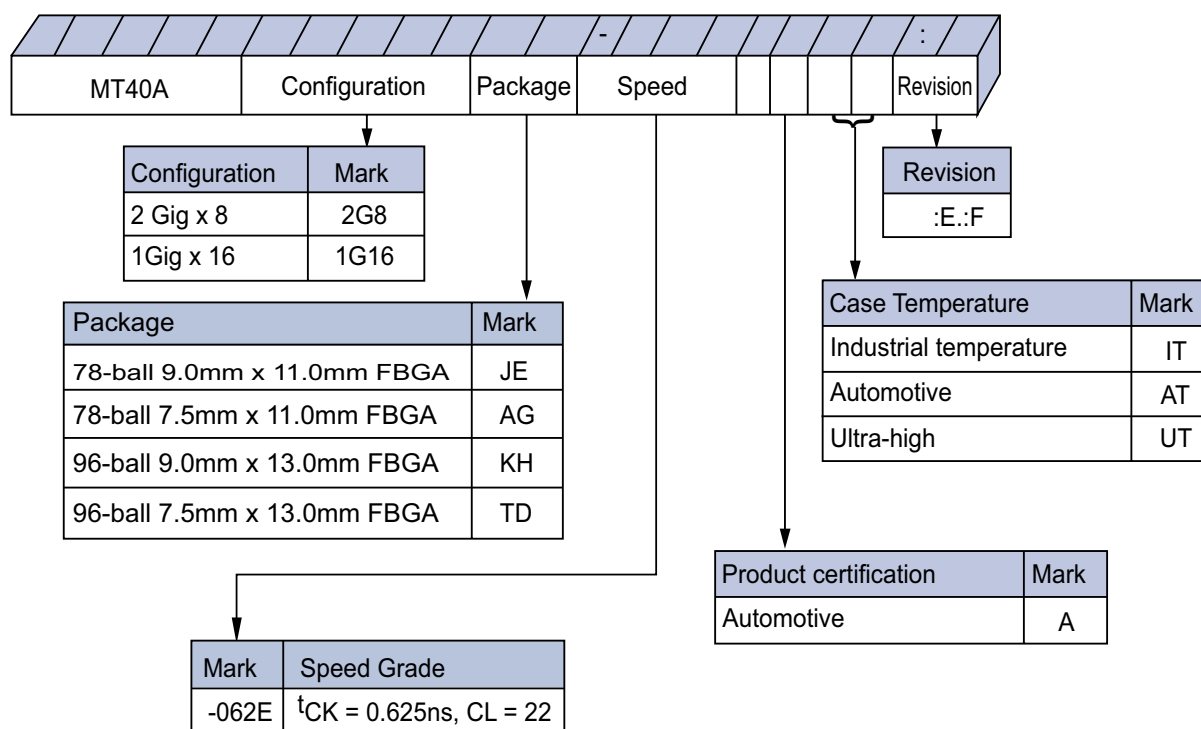 - :
MT40A Configuration Package Speed Revision
Configuration Mark
2 Gig x 8 2G8
1Gig x 16 1G16
Revision
:E.:F
Package Mark
78-ball 9.0mm x 11.0mm FBGA JE
78-ball 7.5mm x 11.0mm FBGA AG
96-ball 9.0mm x 13.0mm FBGA KH
96-ball 7.5mm x 13.0mm FBGA TD
Case Temperature Mark
Industrial temperature IT
Automotive AT
Ultra-high UT
Product certification Mark
Automotive A
Mark Speed Grade
-062E tCK = 0.625ns, CL = 22